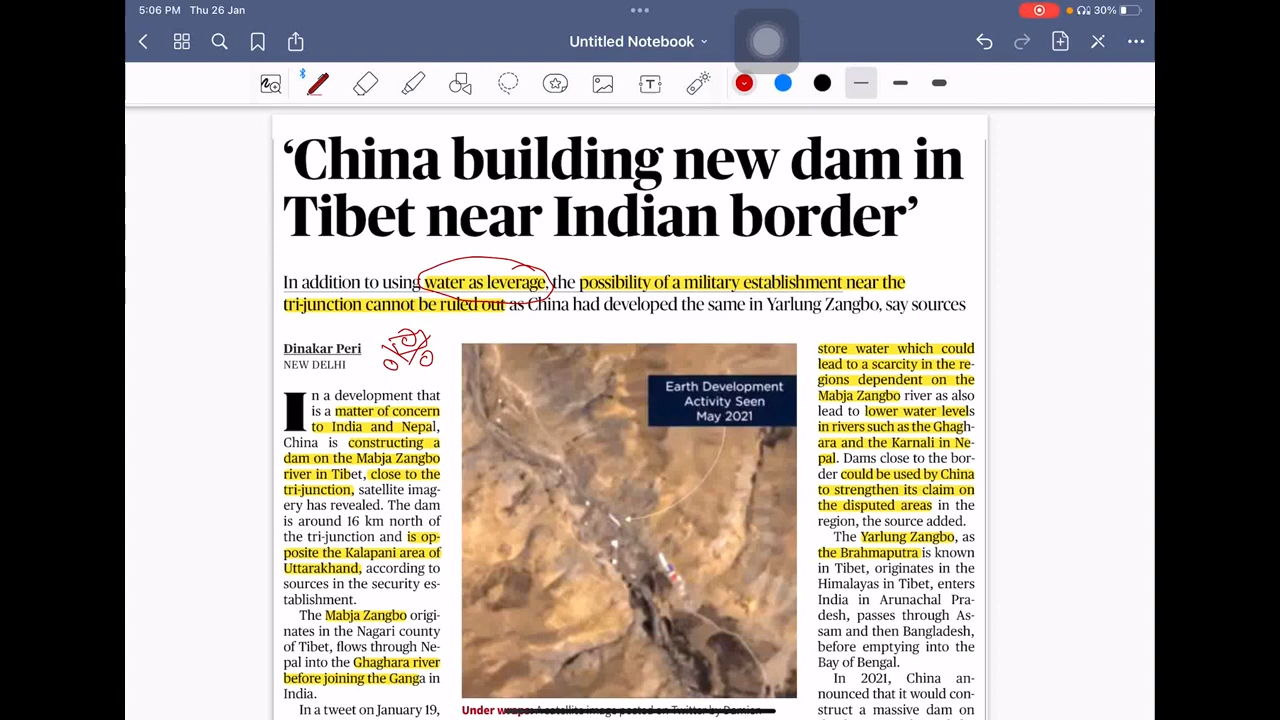 5:06 PM Thu 26 Jan
30%
Untitled Notebook
‘China building new dam in
Tibet near Indian border’
In addition to using water as leverage, the possibility of a military establishment near the
tri-junction cannot be ruled out as China had developed the same in Yarlung Zangbo, say sources
Dinakar Peri
NEW DELHI
In a development that
is a matter of concern
to India and Nepal,
China is constructing a
dam on the Mabja Zangbo
river in Tibet, close to the
tri-junction, satellite imag-
ery has revealed. The dam
is around 16 km north of
the tri-junction and is op-
posite the Kalapani area of
Uttarakhand, according to
sources in the security es-
tablishment.
The Mabja Zangbo origi-
nates in the Nagari county
of Tibet, flows through Ne-
pal into the Ghaghara river
before joining the Ganga in
India.
In a tweet on January 19,
Earth Development
Activity Seen
May 2021
Under wraps: A satellite image posted on Twitter by Damien
store water which could
lead to a scarcity in the re-
gions dependent on the
Mabja Zangbo river as also
lead to lower water levels
in rivers such as the Ghagh-
ara and the Karnali in Ne-
pal. Dams close to the bor-
der could be used by China
to strengthen its claim on
the disputed areas in the
region, the source added.
The Yarlung Zangbo, as
the Brahmaputra is known
in Tibet, originates in the
Himalayas in Tibet, enters
India in Arunachal Pra-
desh, passes through As-
sam and then Bangladesh,
before emptying into the
Bay of Bengal.
In 2021, China an-
nounced that it would con-
struct a massive dam on